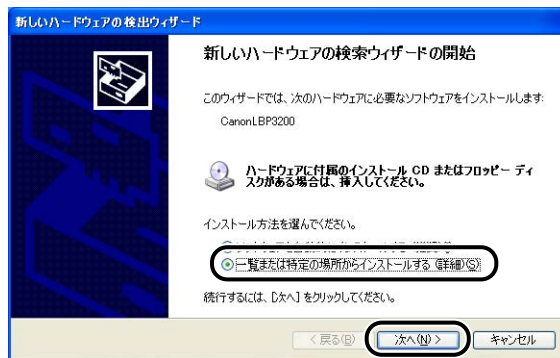 新しいハードウェアの検出ウィザード
新しいハードウェアの検索ウィザードの開始
このウィザードでは、次のハードウェアに必要なソフトウェアをインストールします:
CanonLBP3200
ハードウェアに付属のインストール CD またはフロッピー ディ
スクがある場合は、挿入してください。
インストール方法を選んでください。
一覧または特定の場所からインストールする (詳細)(S)
続行するには、[次へ] をクリックしてください。
< 戻る(B) 次へ(N) > キャンセル